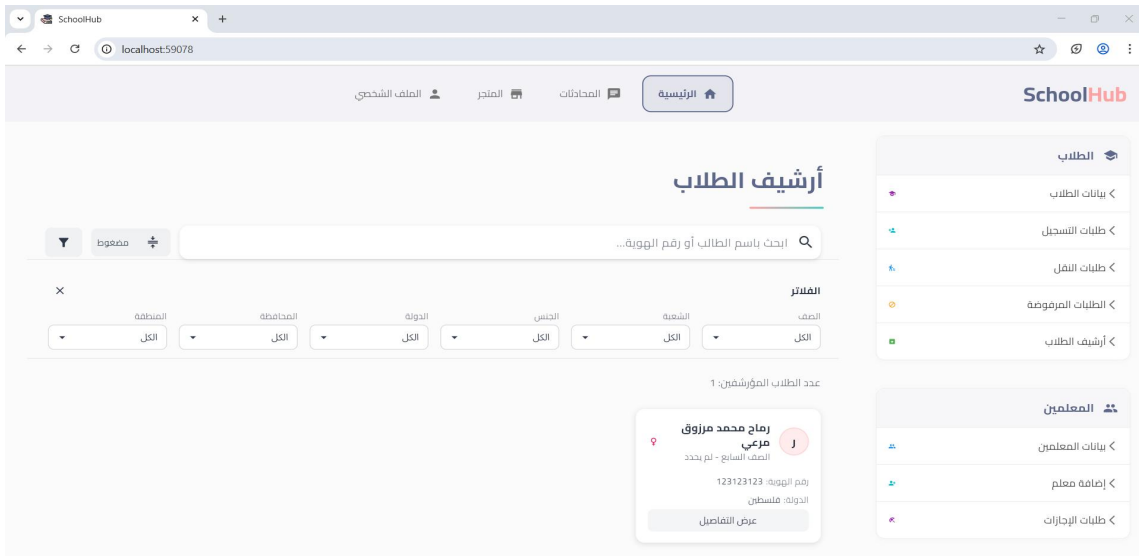 SchoolHub
localhost:59078
SchoolHub
الرئيسية
المحادثات
المتجر
الملف الشخصي
الطلاب
بيانات الطلاب
طلبات التسجيل
طلبات النقل
الطلبات المرفوضة
أرشيف الطلاب
المعلمين
بيانات المعلمين
إضافة معلم
طلبات الإجازات
أرشيف الطلاب
ابحث باسم الطالب أو رقم الهوية...
مضغوط
الفلاتر
الصف
الشعبة
الجنس
الدولة
المحافظة
المنطقة
الكل
الكل
الكل
الكل
الكل
الكل
عدد الطلاب المؤرشفين: 1
ر
رماح محمد مرزوق
مرعي
الصف السابع - لم يحدد
رقم الهوية: 123123123
الدولة: فلسطين
عرض التفاصيل